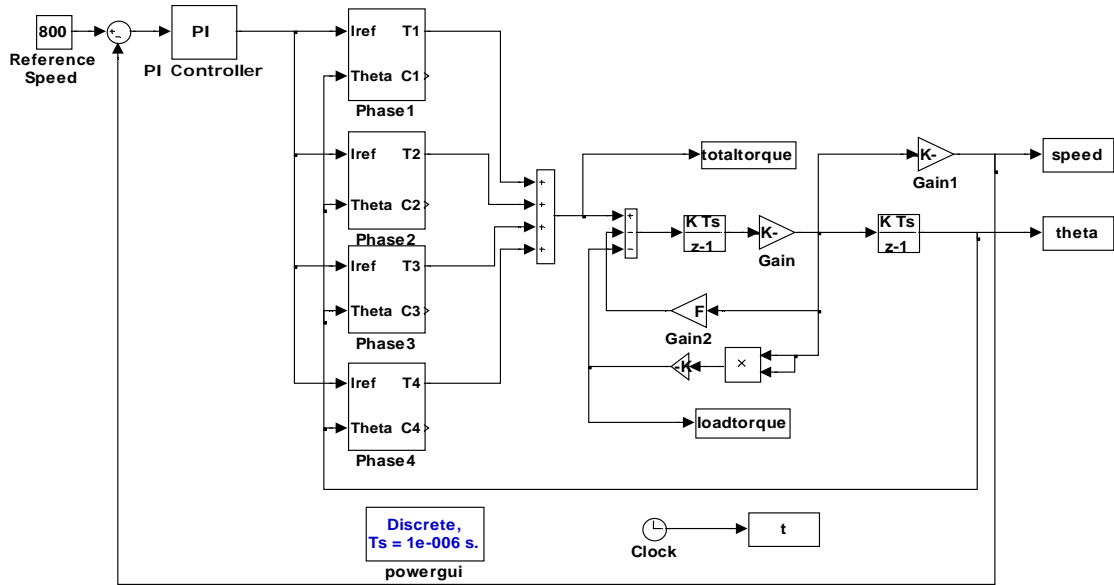 800
Reference
Speed
+
-
PI
PI Controller
Iref T1
Theta C1
Phase1
Iref T2
Theta C2
Phase2
Iref T3
Theta C3
Phase3
Iref T4
Theta C4
Phase4
+
+
+
+
totaltorque
+
-
-
K Ts
z-1
K-
Gain
K-
Gain1
K Ts
z-1
speed
theta
F
Gain2
-K
×
loadtorque
Discrete,
Ts = 1e-006 s.
powergui
Clock
t